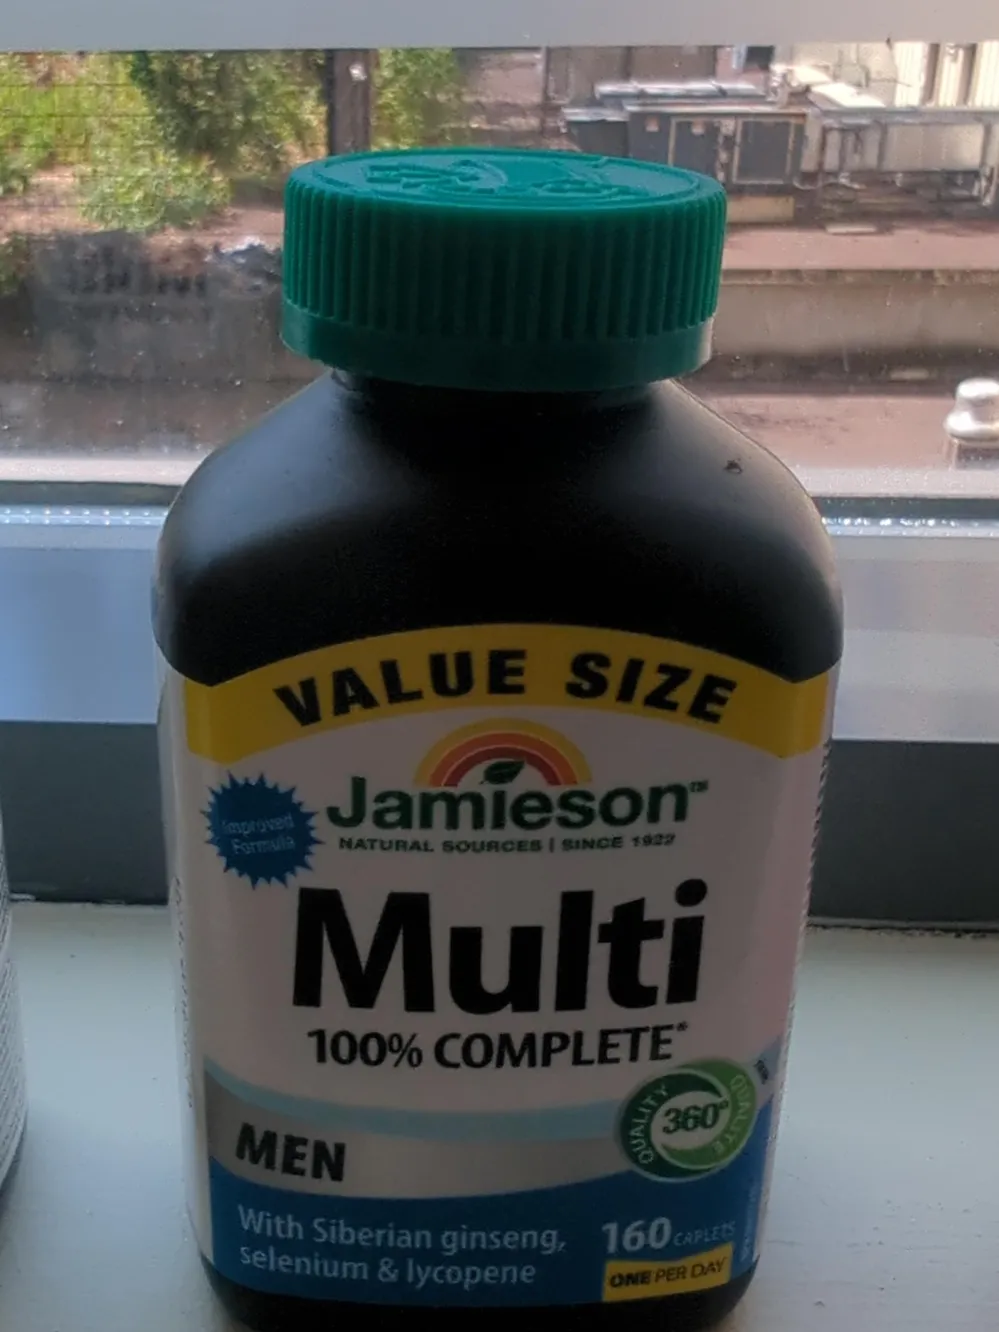 VALUE SIZE
Jamieson™
NATURAL SOURCES | SINCE 1922
Improved
Formula
Multi
100% COMPLETE*
QUALITY 360° QUALITÉ
MEN
With Siberian ginseng,
selenium & lycopene
160 CAPLETS
ONE PER DAY